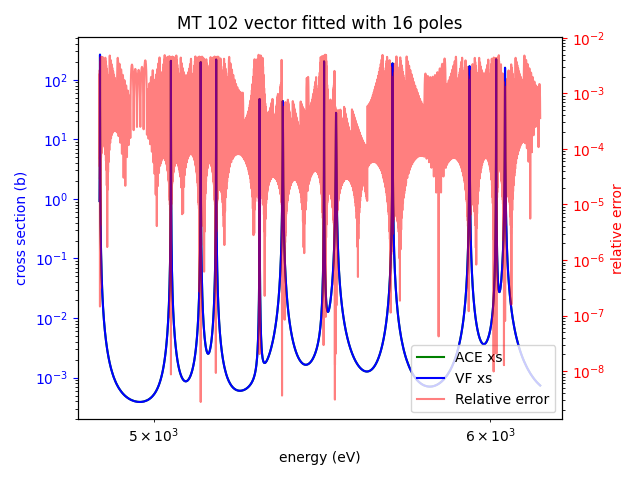 MT 102 vector fitted with 16 poles
cross section (b)
10²
10¹
10⁰
10⁻¹
10⁻²
10⁻³
10⁻²
10⁻³
10⁻⁴
10⁻⁵
10⁻⁶
10⁻⁷
10⁻⁸
relative error
ACE xs
VF xs
Relative error
5 × 10³
6 × 10³
energy (eV)